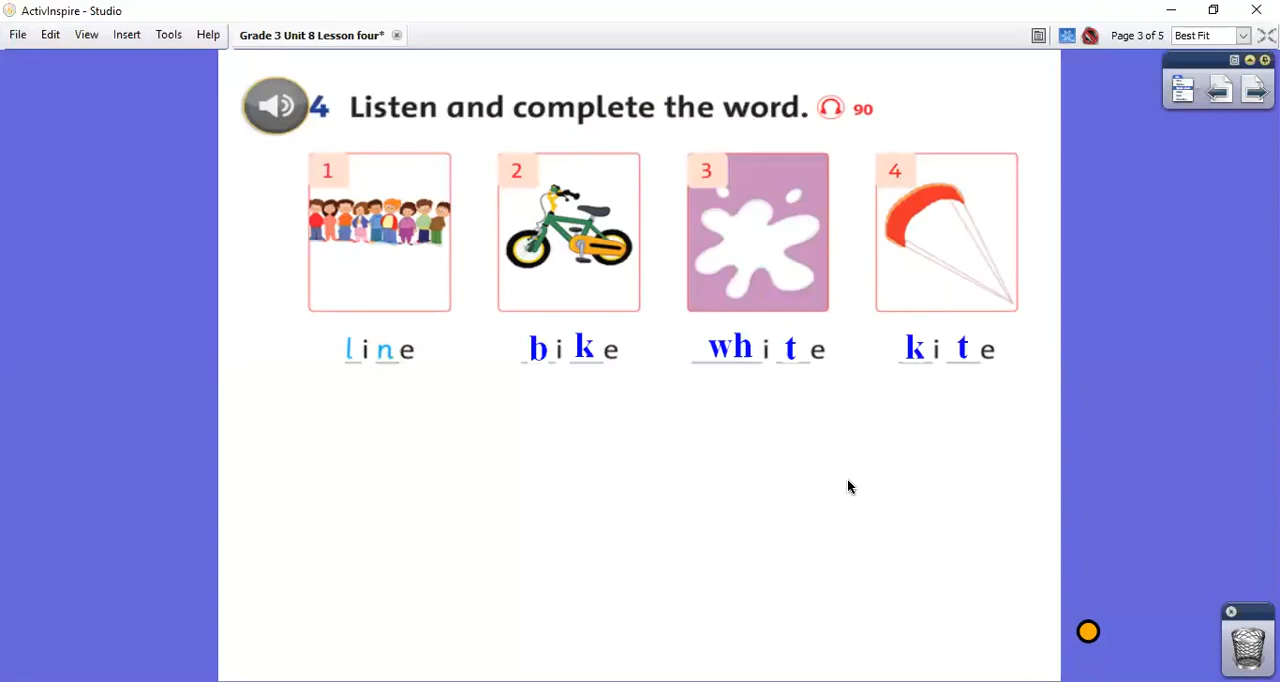 ActivInspire - Studio
File Edit View Insert Tools Help Grade 3 Unit 8 Lesson four* Page 3 of 5 Best Fit
4 Listen and complete the word. 90
1 2 3 4
line bike white kite